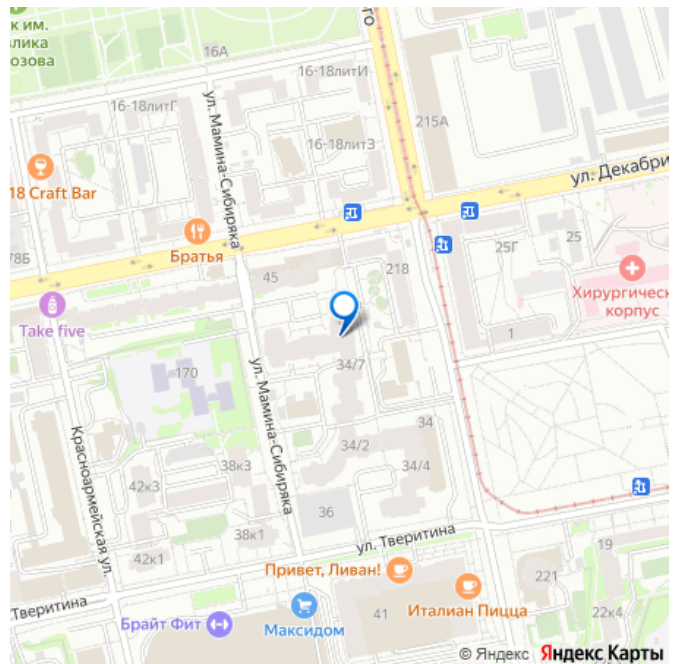 к им.
влика
озова
ого
16А
16-18литИ
16-18литГ
ул. Мамина-Сибиряка
16-18литЗ
215А
ул. Декабри
18 Craft Bar
Братья
78Б
45
218
25Г
25
Хирургическ
корпус
Take five
1
170
ул. Мамина-Сибиряка
34/7
Красноармейская ул.
34
34/2
34/4
38к3
42к3
36
38к1
ул. Тверитина
42к1
19
Привет, Ливан!
221
Тверитина
Италиан Пицца
Брайт Фит
Максидом
41
22к4
© Яндекс Яндекс Карты